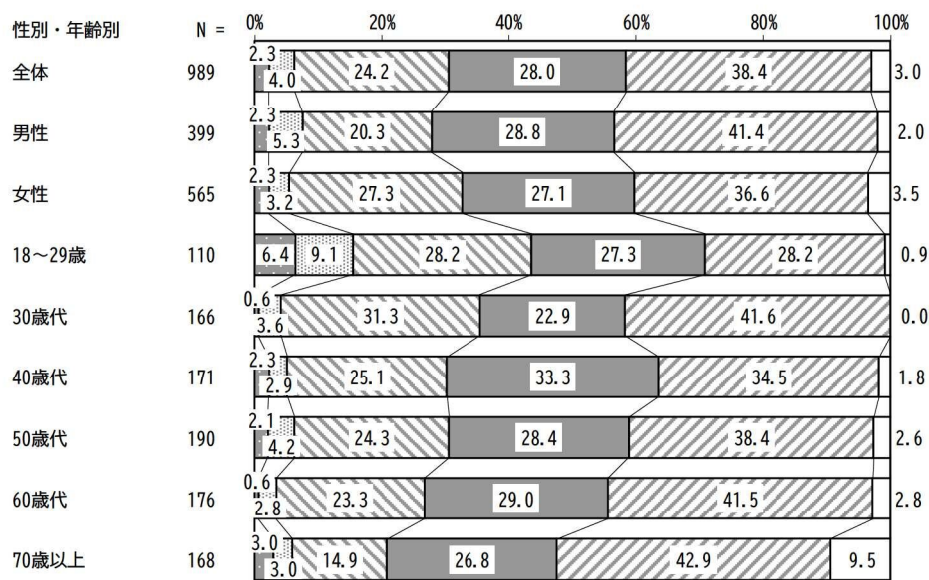 性別・年齢別 N = 0% 20% 40% 60% 80% 100%
全体 989 2.3 4.0 24.2 28.0 38.4 3.0
男性 399 2.3 5.3 20.3 28.8 41.4 2.0
女性 565 2.3 3.2 27.3 27.1 36.6 3.5
18～29歳 110 6.4 9.1 28.2 27.3 28.2 0.9
30歳代 166 0.6 3.6 31.3 22.9 41.6 0.0
40歳代 171 2.3 2.9 25.1 33.3 34.5 1.8
50歳代 190 2.1 4.2 24.3 28.4 38.4 2.6
60歳代 176 0.6 2.8 23.3 29.0 41.5 2.8
70歳以上 168 3.0 3.0 14.9 26.8 42.9 9.5